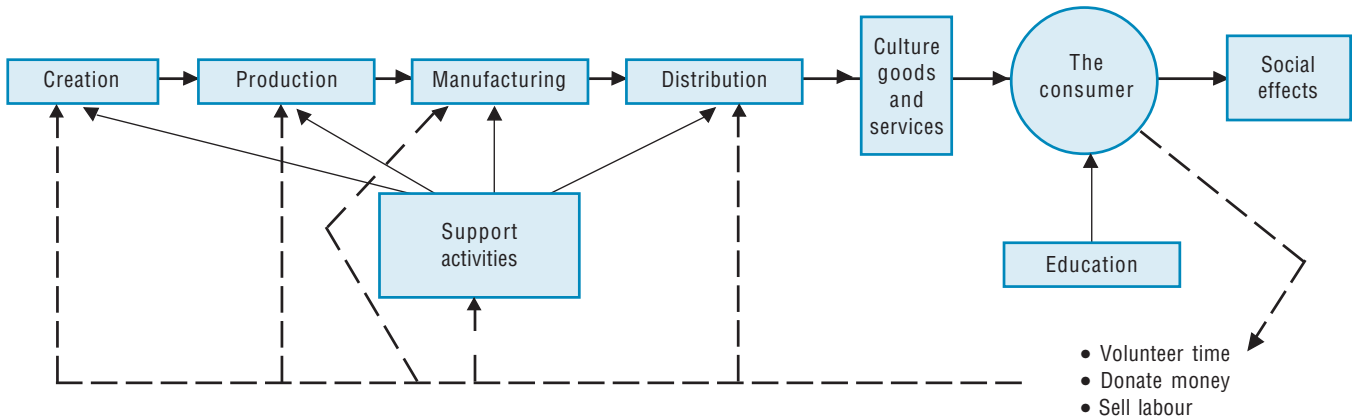 Creation
Production
Manufacturing
Distribution
Culture
goods
and
services
The
consumer
Social
effects
Support
activities
Education
• Volunteer time
• Donate money
• Sell labour